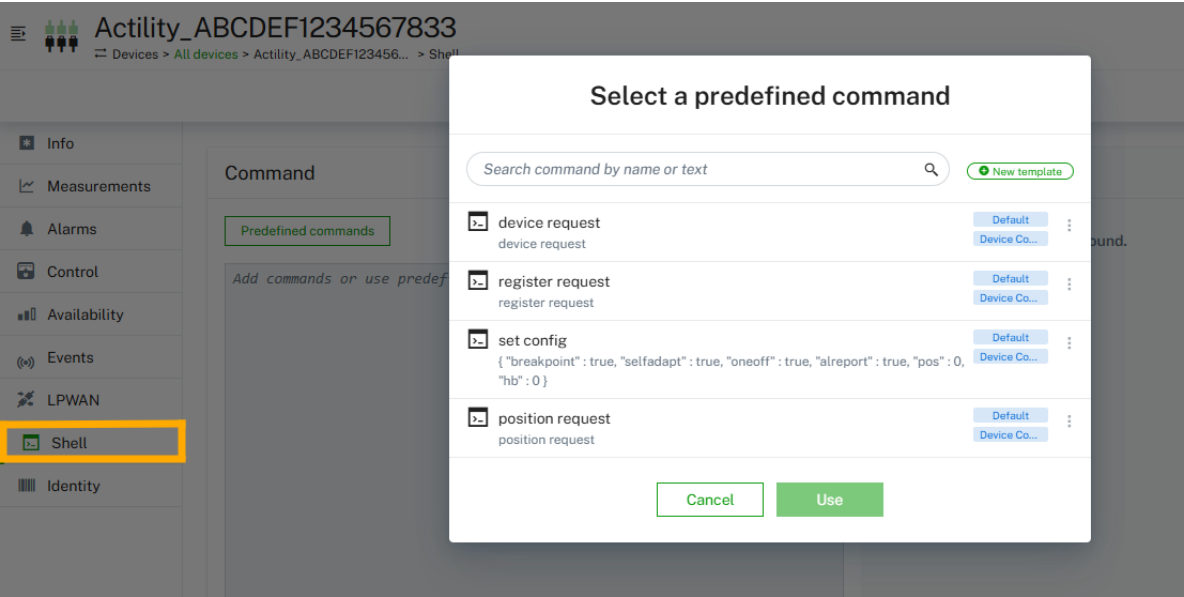 Actility_ABCDEF1234567833
Devices > All devices > Actility_ABCDEF123456... > Shell
Select a predefined command
Search command by name or text
New template
Info
Measurements
Alarms
Control
Availability
Events
LPWAN
Shell
Identity
Command
Predefined commands
Add commands or use predef
device request
device request
Default
Device Co...
ound.
register request
register request
Default
Device Co...
set config
{ "breakpoint" : true, "selfadapt" : true, "oneoff" : true, "alreport" : true, "pos" : 0,
"hb" : 0 }
Default
Device Co...
position request
position request
Default
Device Co...
Cancel
Use